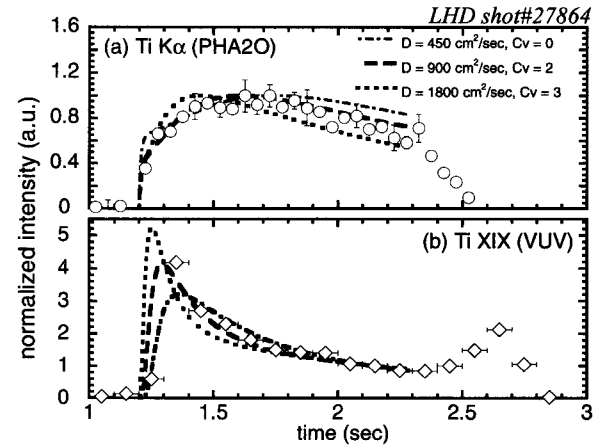 LHD shot#27864
(a) Ti Kα (PHA2O)
D = 450 cm²/sec, Cv = 0
D = 900 cm²/sec, Cv = 2
D = 1800 cm²/sec, Cv = 3
1.6
1.2
0.8
0.4
0
normalized intensity (a.u.)
(b) Ti XIX (VUV)
5
4
3
2
1
0
1 1.5 2 2.5 3
time (sec)